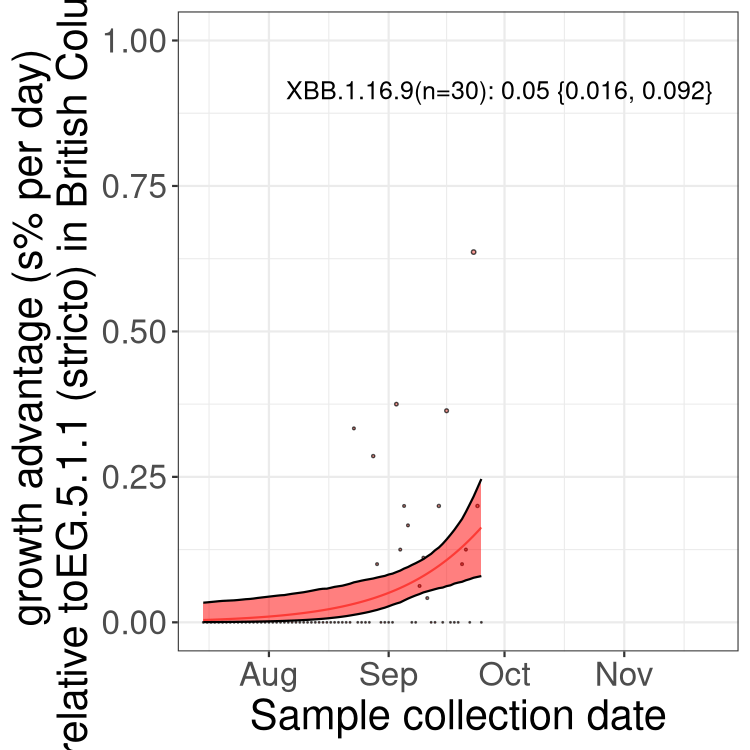 growth advantage (s% per day)
relative toEG.5.1.1 (stricto) in British Colu
1.00
0.75
0.50
0.25
0.00
XBB.1.16.9(n=30): 0.05 {0.016, 0.092}
Aug Sep Oct Nov
Sample collection date